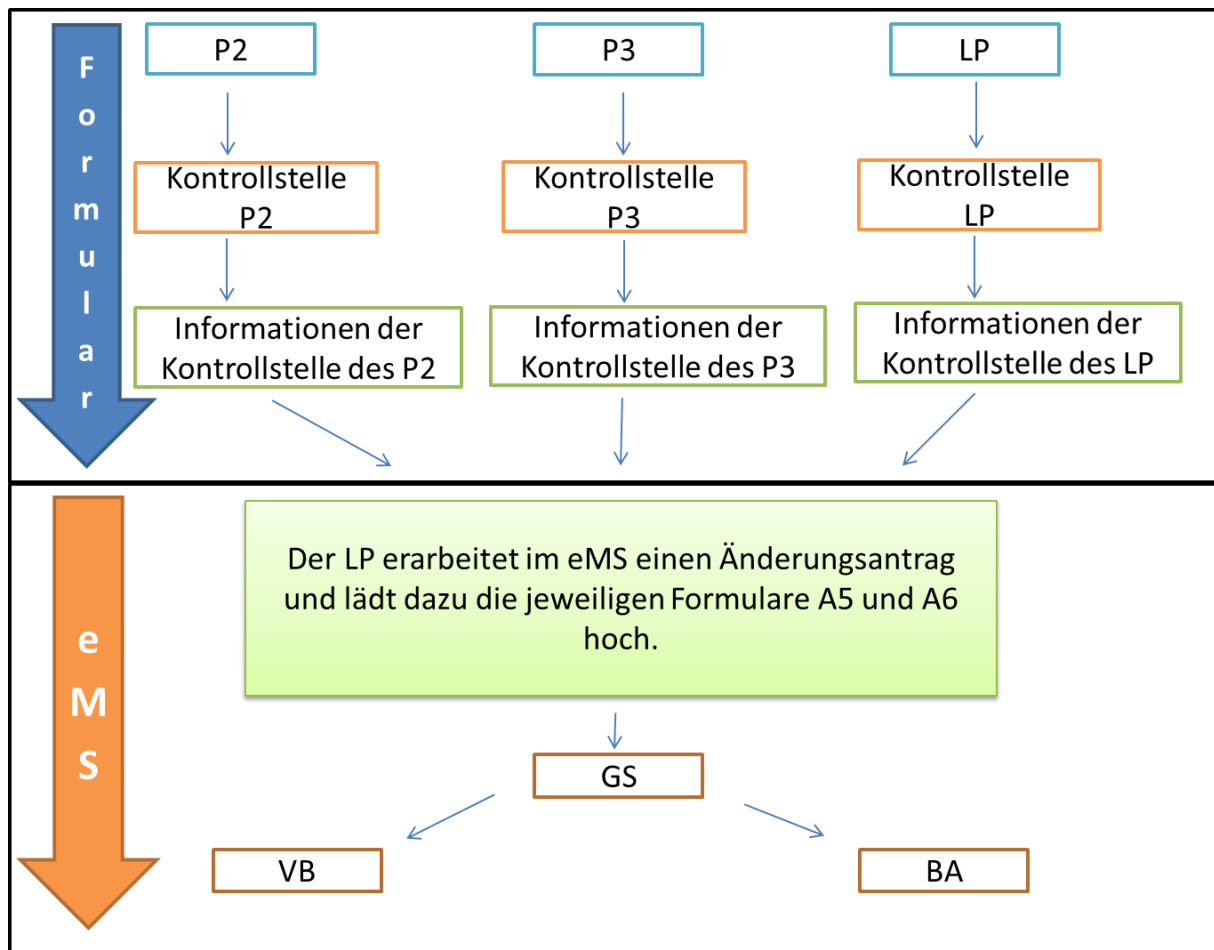 Formular
P2
P3
LP
Kontrollstelle
P2
Kontrollstelle
P3
Kontrollstelle
LP
Informationen der
Kontrollstelle des P2
Informationen der
Kontrollstelle des P3
Informationen der
Kontrollstelle des LP
eMS
Der LP erarbeitet im eMS einen Änderungsantrag
und lädt dazu die jeweiligen Formulare A5 und A6
hoch.
GS
VB
BA